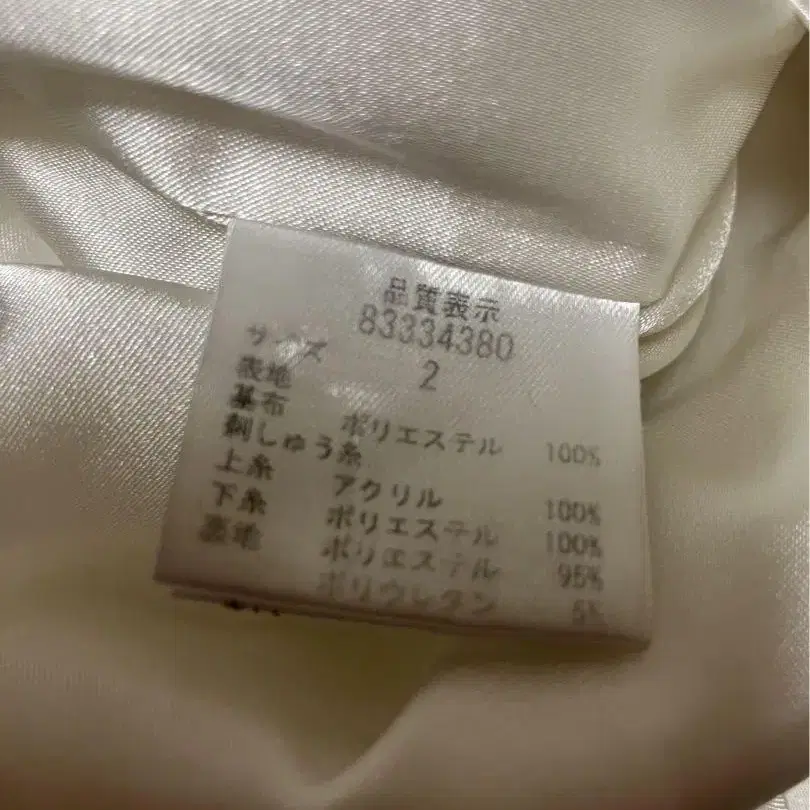 品質表示
83334380
サイズ 2
表地
基布 ポリエステル 100%
刺しゅう糸
上糸 アクリル 100%
下糸 ポリエステル 100%
裏地 ポリエステル 95%
ポリウレタン 5%